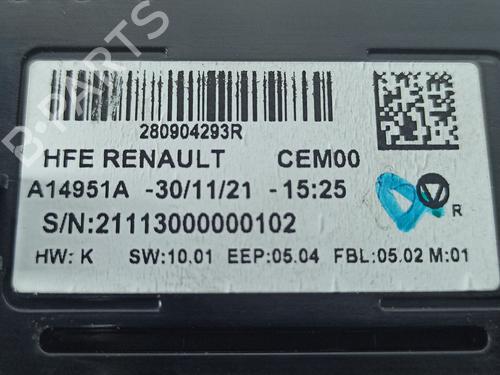 B-PARTS
280904293R
HFE RENAULT CEM00
A14951A -30/11/21 -15:25
R
S/N:21113000000102
HW: K SW:10.01 EEP:05.04 FBL:05.02 M:01